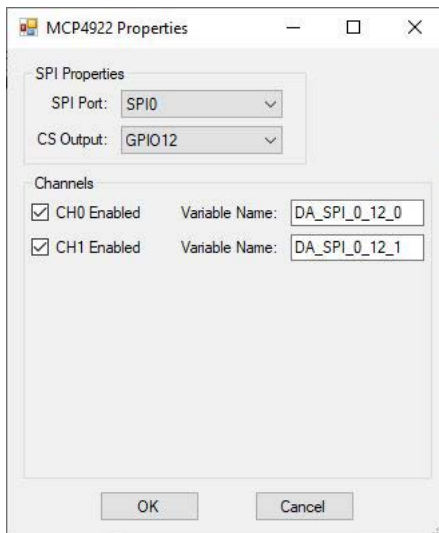 MCP4922 Properties
SPI Properties
SPI Port: SPI0
CS Output: GPIO12
Channels
CH0 Enabled Variable Name: DA_SPI_0_12_0
CH1 Enabled Variable Name: DA_SPI_0_12_1
OK Cancel